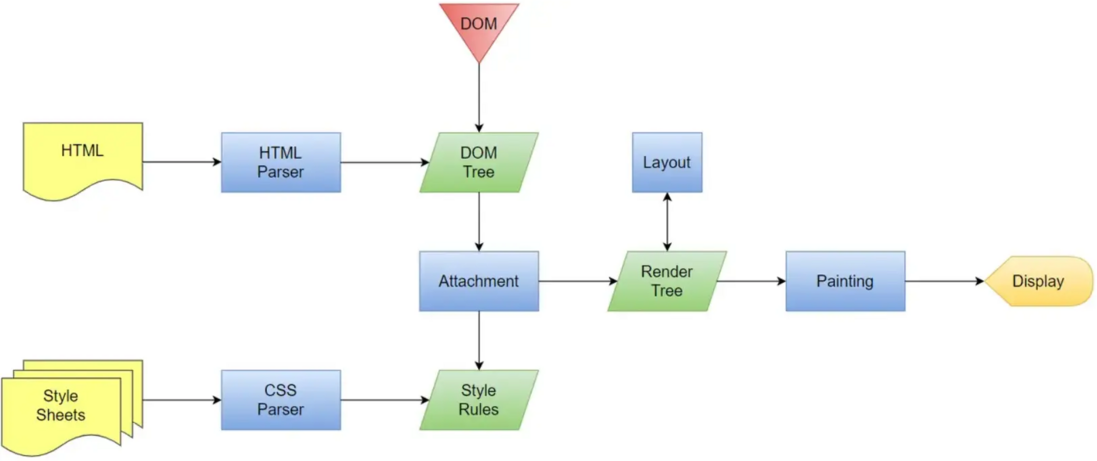 DOM
HTML
HTML
Parser
DOM
Tree
Layout
Attachment
Render
Tree
Painting
Display
Style
Sheets
CSS
Parser
Style
Rules